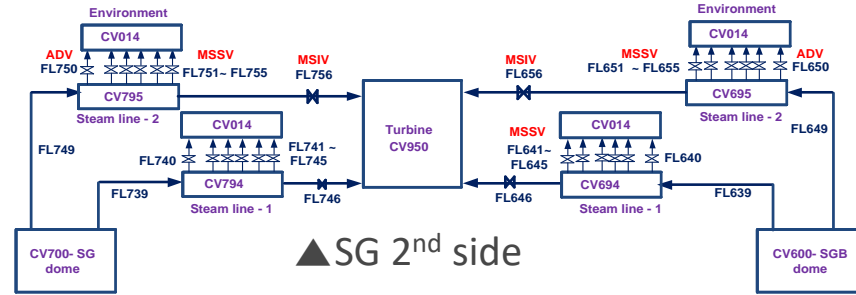 Environment
CV014
ADV
FL750
MSSV
FL751~ FL755
MSIV
FL756
CV795
Steam line - 2
FL749
CV014
FL740
FL741 ~
FL745
CV794
Steam line - 1
FL739
FL746
CV700- SG
dome
Turbine
CV950
Environment
CV014
MSIV
FL656
MSSV
FL651 ~ FL655
ADV
FL650
CV695
Steam line - 2
FL649
CV014
MSSV
FL641~
FL645
FL640
CV694
Steam line - 1
FL646
FL639
CV600- SGB
dome
▲SG 2nd side